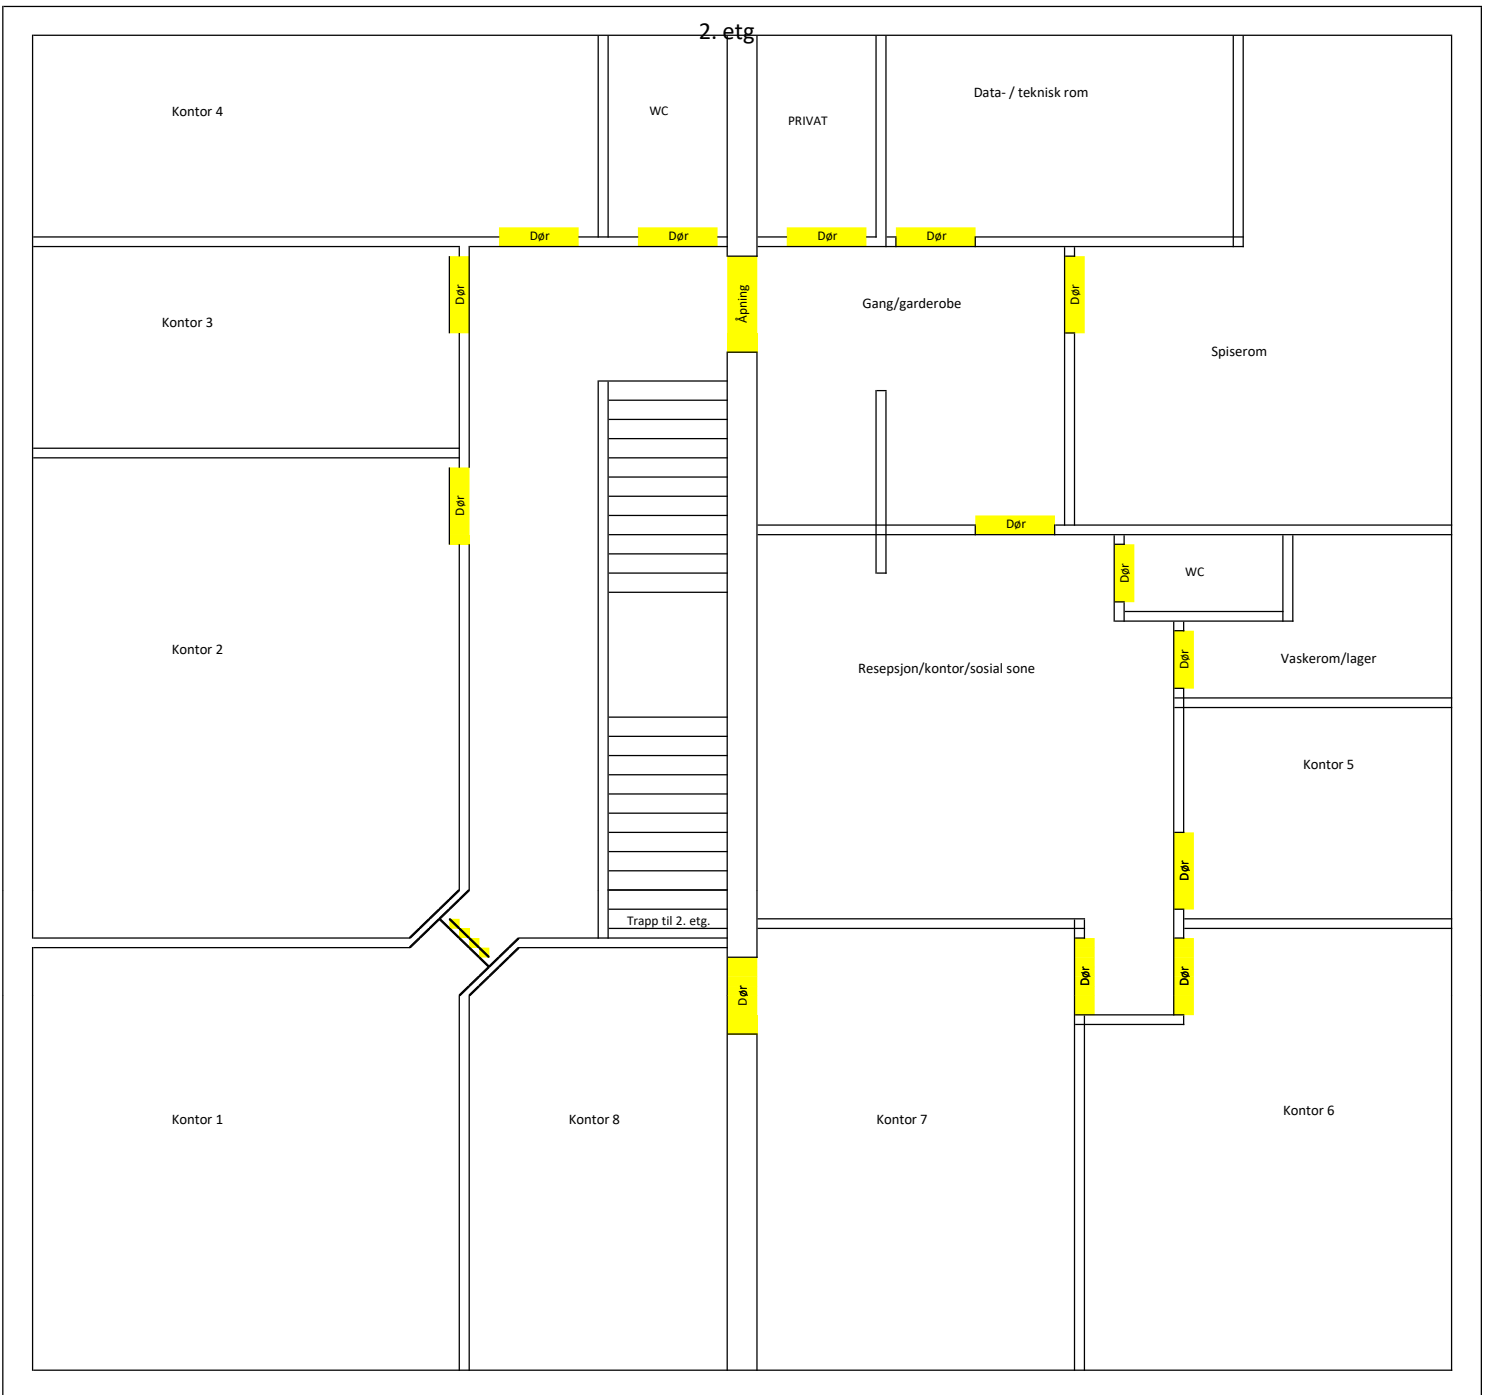 2. etg
Kontor 4
WC
PRIVAT
Data- / teknisk rom
Dør
Dør
Dør
Dør
Kontor 3
Dør
Åpning
Gang/garderobe
Dør
Spiserom
Dør
Dør
Dør
WC
Kontor 2
Resepsjon/kontor/sosial sone
Dør
Vaskerom/lager
Kontor 5
Dør
Trapp til 2. etg.
Dør
Dør
Dør
Kontor 1
Kontor 8
Kontor 7
Kontor 6